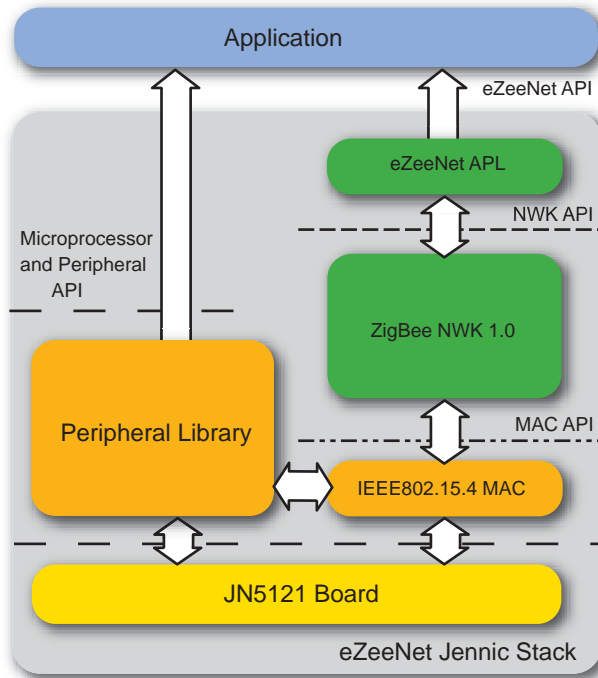 Application
eZeeNet API
eZeeNet APL
NWK API
Microprocessor
and Peripheral
API
ZigBee NWK 1.0
Peripheral Library
MAC API
IEEE802.15.4 MAC
JN5121 Board
eZeeNet Jennic Stack